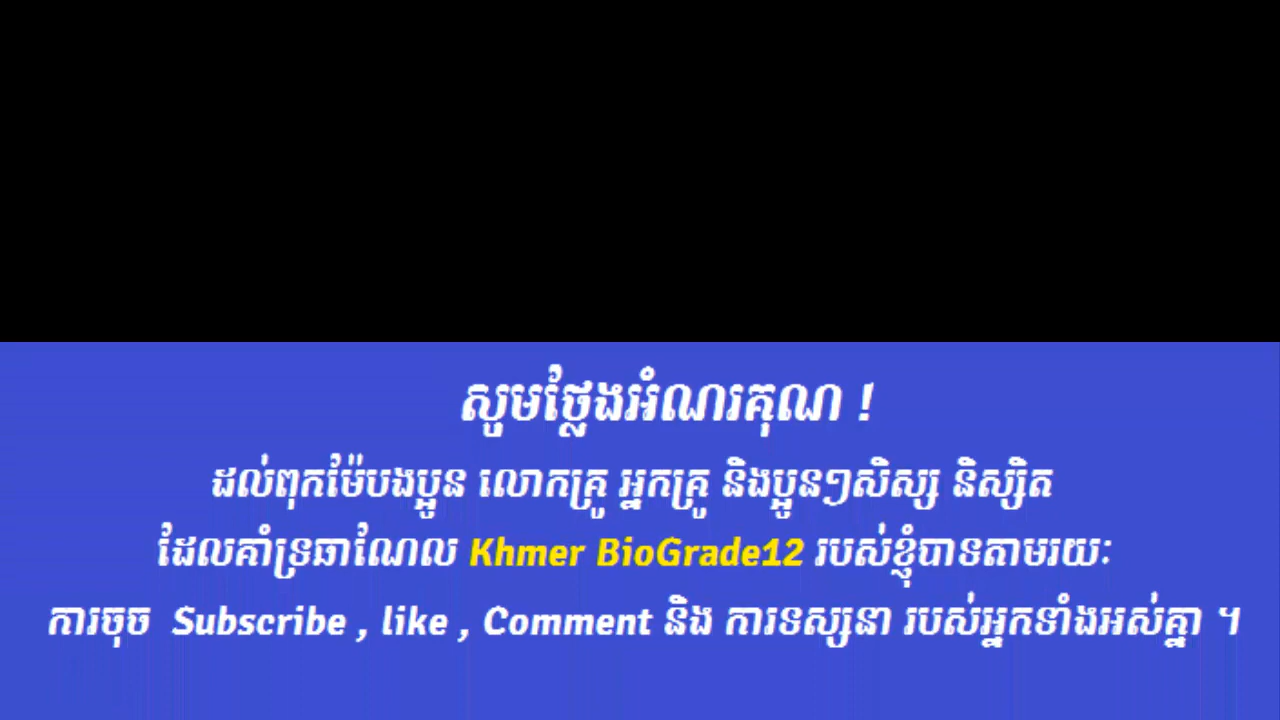 សូមថ្លែងអំណរគុណ !
ដល់ពុកម៉ែបងប្អូន លោកគ្រូ អ្នកគ្រូ និងប្អូនៗសិស្ស និស្សិត
ដែលគាំទ្រឆាណែល Khmer BioGrade12 របស់ខ្ញុំបាទតាមរយៈ
ការចុច Subscribe , like , Comment និង ការទស្សនា របស់អ្នកទាំងអស់គ្នា ។